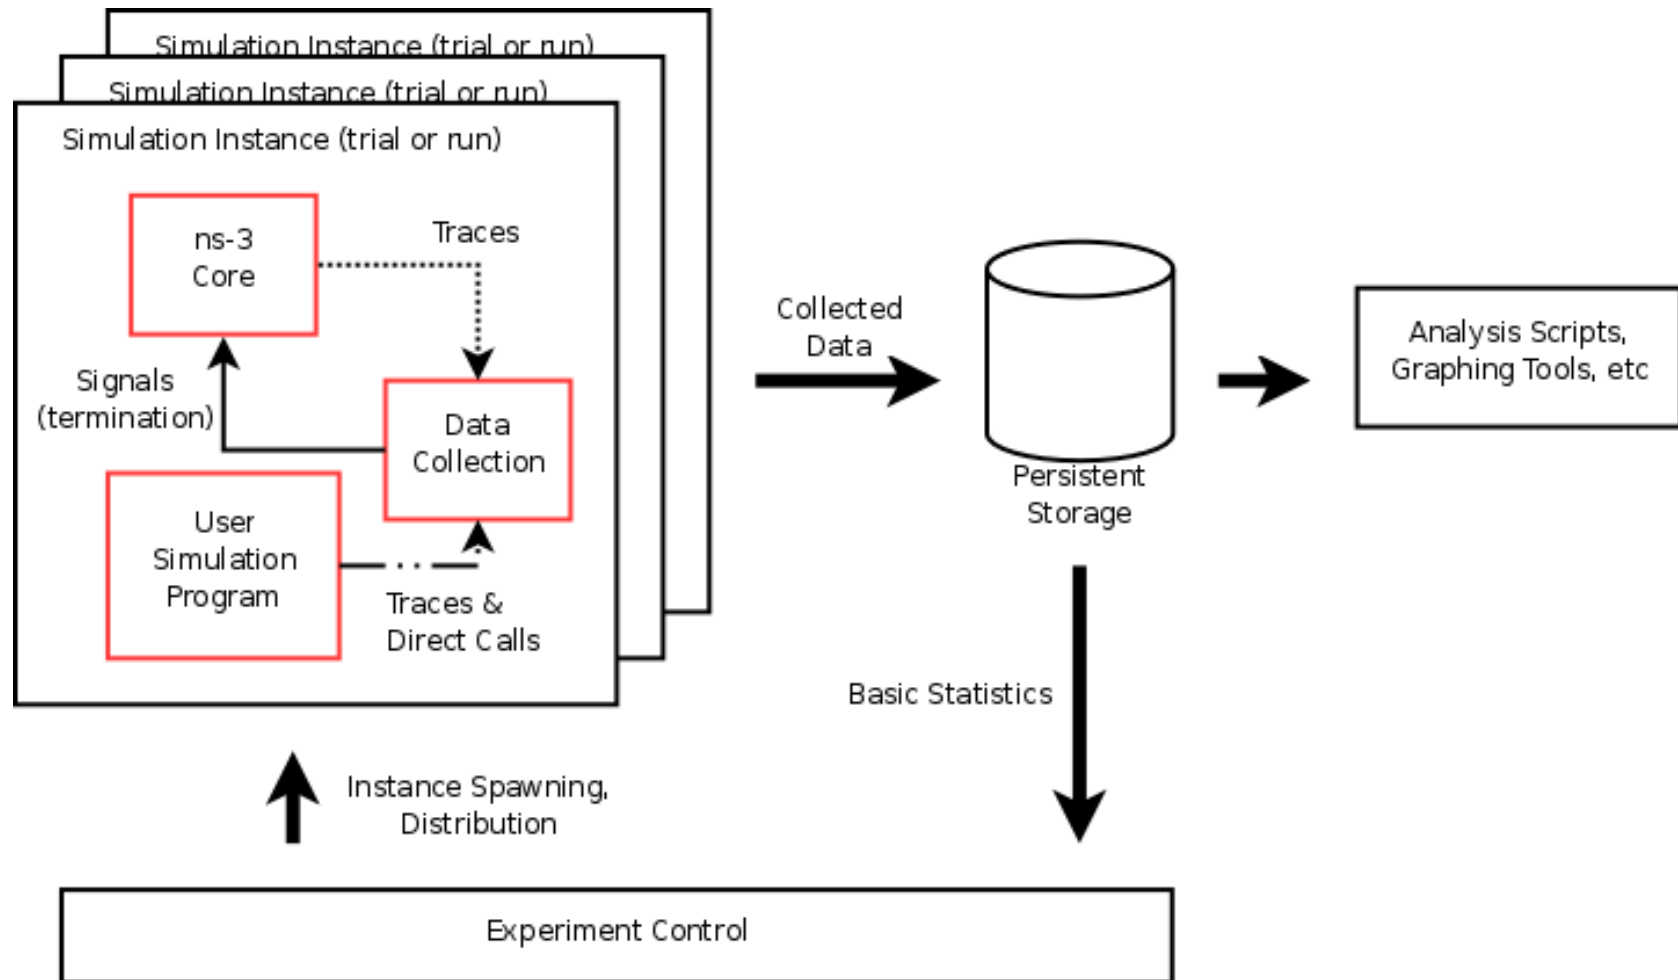 Simulation Instance (trial or run)
Simulation Instance (trial or run)
Simulation Instance (trial or run)
ns-3
Core
Traces
Signals
(termination)
Data
Collection
User
Simulation
Program
Traces &
Direct Calls
Collected
Data
Persistent
Storage
Analysis Scripts,
Graphing Tools, etc
Basic Statistics
Instance Spawning,
Distribution
Experiment Control